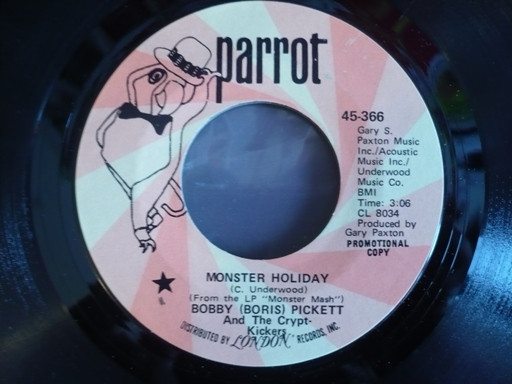 parrot
45-366
Gary S.
Paxton Music
Inc./Acoustic
Music Inc./
Underwood
Music Co.
BMI
Time: 3:06
CL 8034
Produced by
Gary Paxton
PROMOTIONAL
COPY
MONSTER HOLIDAY
(C. Underwood)
(From the LP "Monster Mash")
BOBBY (BORIS) PICKETT
And The Crypt-
Kickers
DISTRIBUTED BY LONDON RECORDS, INC.